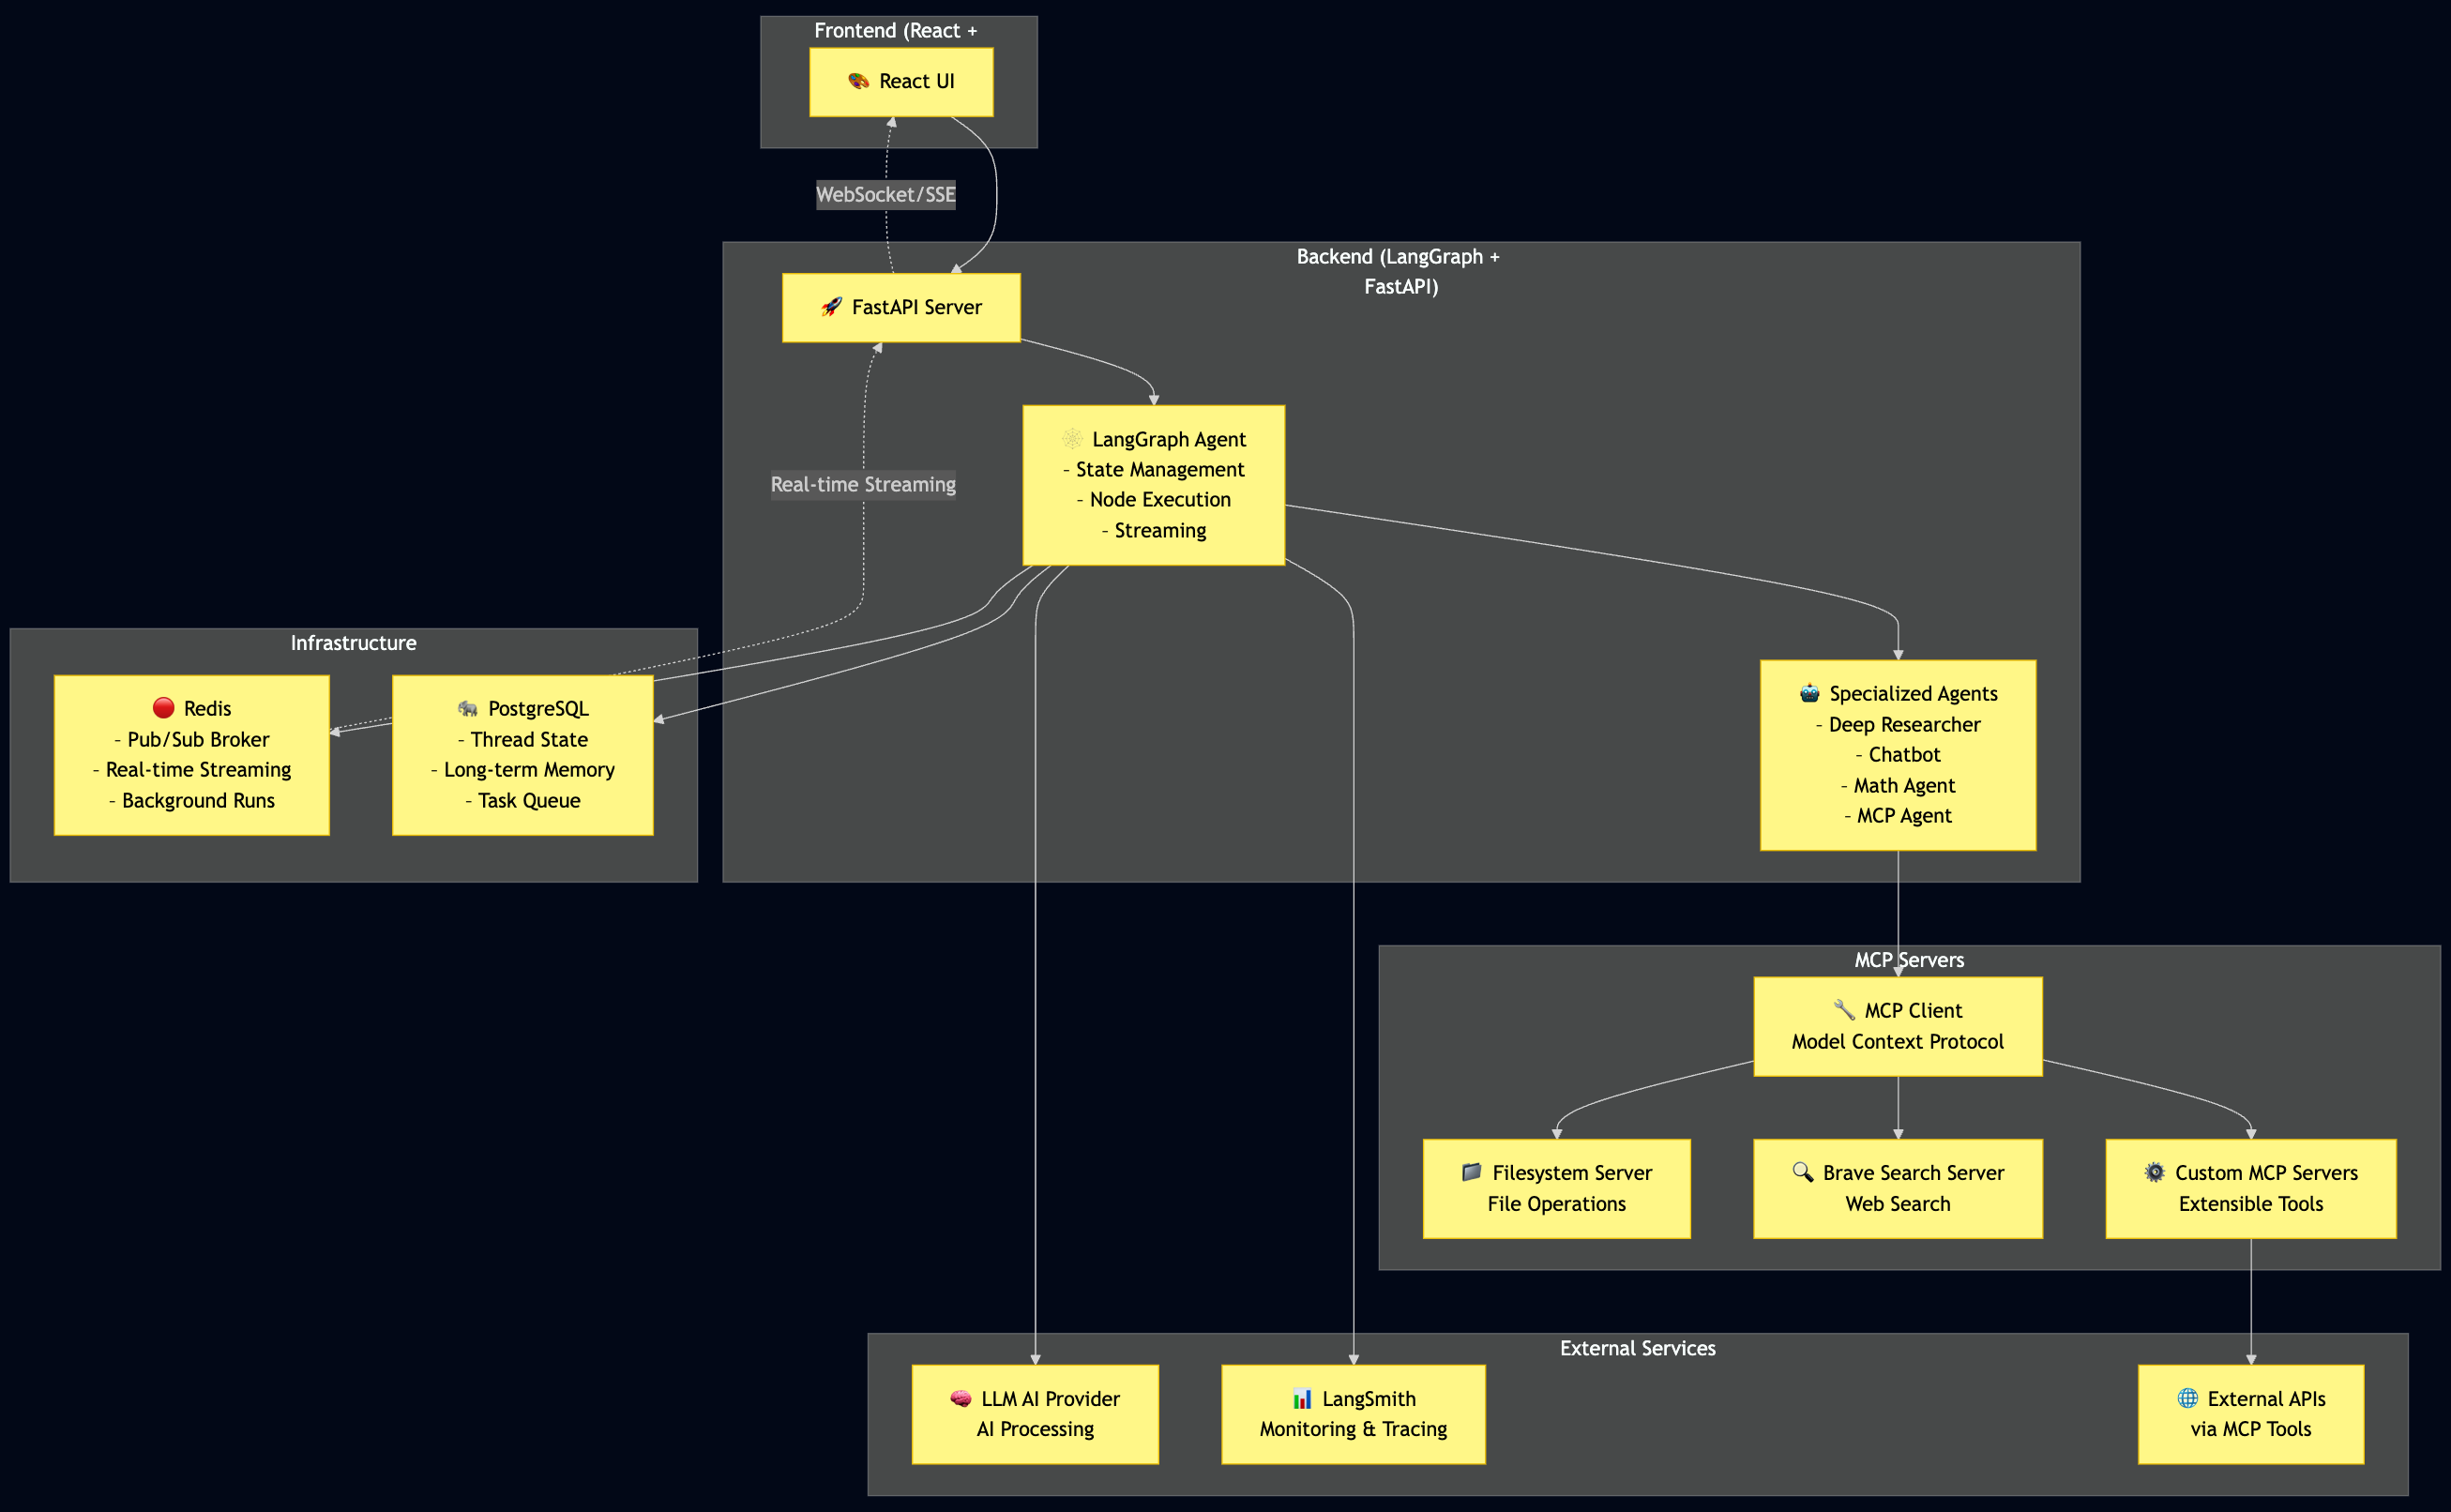 Frontend (React +
React UI
WebSocket/SSE
Backend (LangGraph +
FastAPI)
FastAPI Server
LangGraph Agent
- State Management
- Node Execution
- Streaming
Real-time Streaming
Infrastructure
Redis
- Pub/Sub Broker
- Real-time Streaming
- Background Runs
PostgreSQL
- Thread State
- Long-term Memory
- Task Queue
Specialized Agents
- Deep Researcher
- Chatbot
- Math Agent
- MCP Agent
MCP Servers
MCP Client
Model Context Protocol
Filesystem Server
File Operations
Brave Search Server
Web Search
Custom MCP Servers
Extensible Tools
External Services
LLM AI Provider
AI Processing
LangSmith
Monitoring & Tracing
External APIs
via MCP Tools